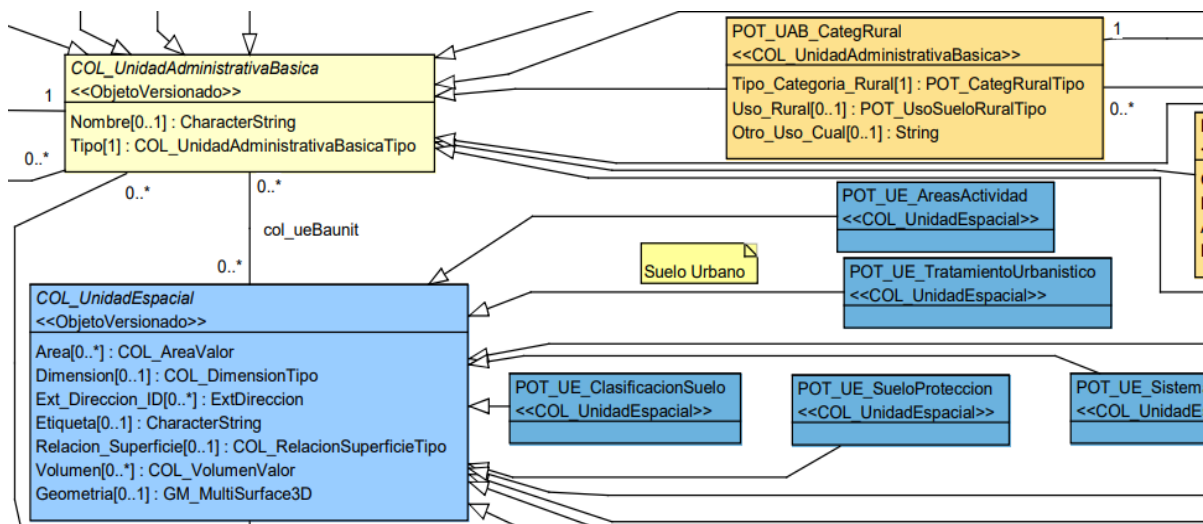 COL_UnidadAdministrativaBasica
<<ObjetoVersionado>>
Nombre[0..1] : CharacterString
Tipo[1] : COL_UnidadAdministrativaBasicaTipo
1
0..*
0..*
0..*
col_ueBaunit
0..*
POT_UAB_CategRural
<<COL_UnidadAdministrativaBasica>>
Tipo_Categoria_Rural[1] : POT_CategRuralTipo
Uso_Rural[0..1] : POT_UsoSueloRuralTipo
Otro_Uso_Cual[0..1] : String
1
0..*
POT_UE_AreasActividad
<<COL_UnidadEspacial>>
Suelo Urbano
POT_UE_TratamientoUrbanistico
<<COL_UnidadEspacial>>
COL_UnidadEspacial
<<ObjetoVersionado>>
Area[0..*] : COL_AreaValor
Dimension[0..1] : COL_DimensionTipo
Ext_Direccion_ID[0..*] : ExtDireccion
Etiqueta[0..1] : CharacterString
Relacion_Superficie[0..1] : COL_RelacionSuperficieTipo
Volumen[0..*] : COL_VolumenValor
Geometria[0..1] : GM_MultiSurface3D
POT_UE_ClasificacionSuelo
<<COL_UnidadEspacial>>
POT_UE_SueloProteccion
<<COL_UnidadEspacial>>
POT_UE_Sistem
<<COL_UnidadE